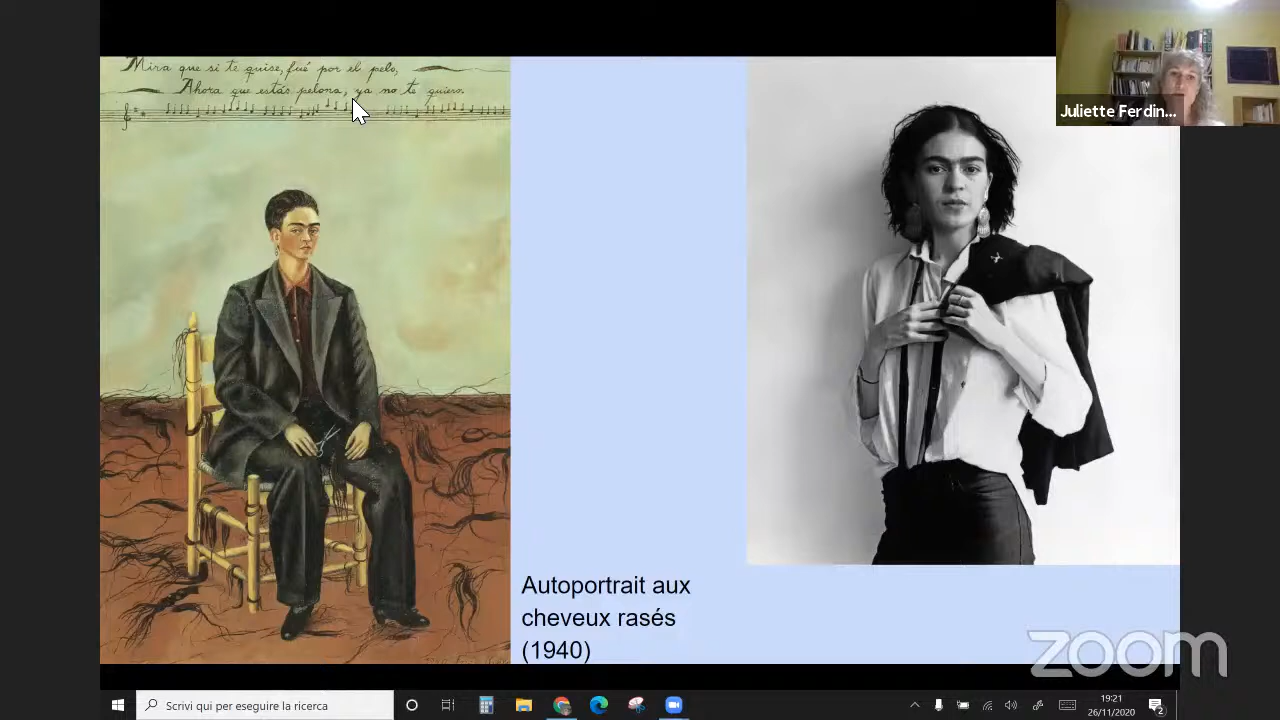 Mira que si te quise, fué por el pelo,
Ahora que estás pelona, ya no te quiero.
Juliette Ferdin...
Autoportrait aux
cheveux rasés
(1940)
zoom
Scrivi qui per eseguire la ricerca
19:21
26/11/2020
2